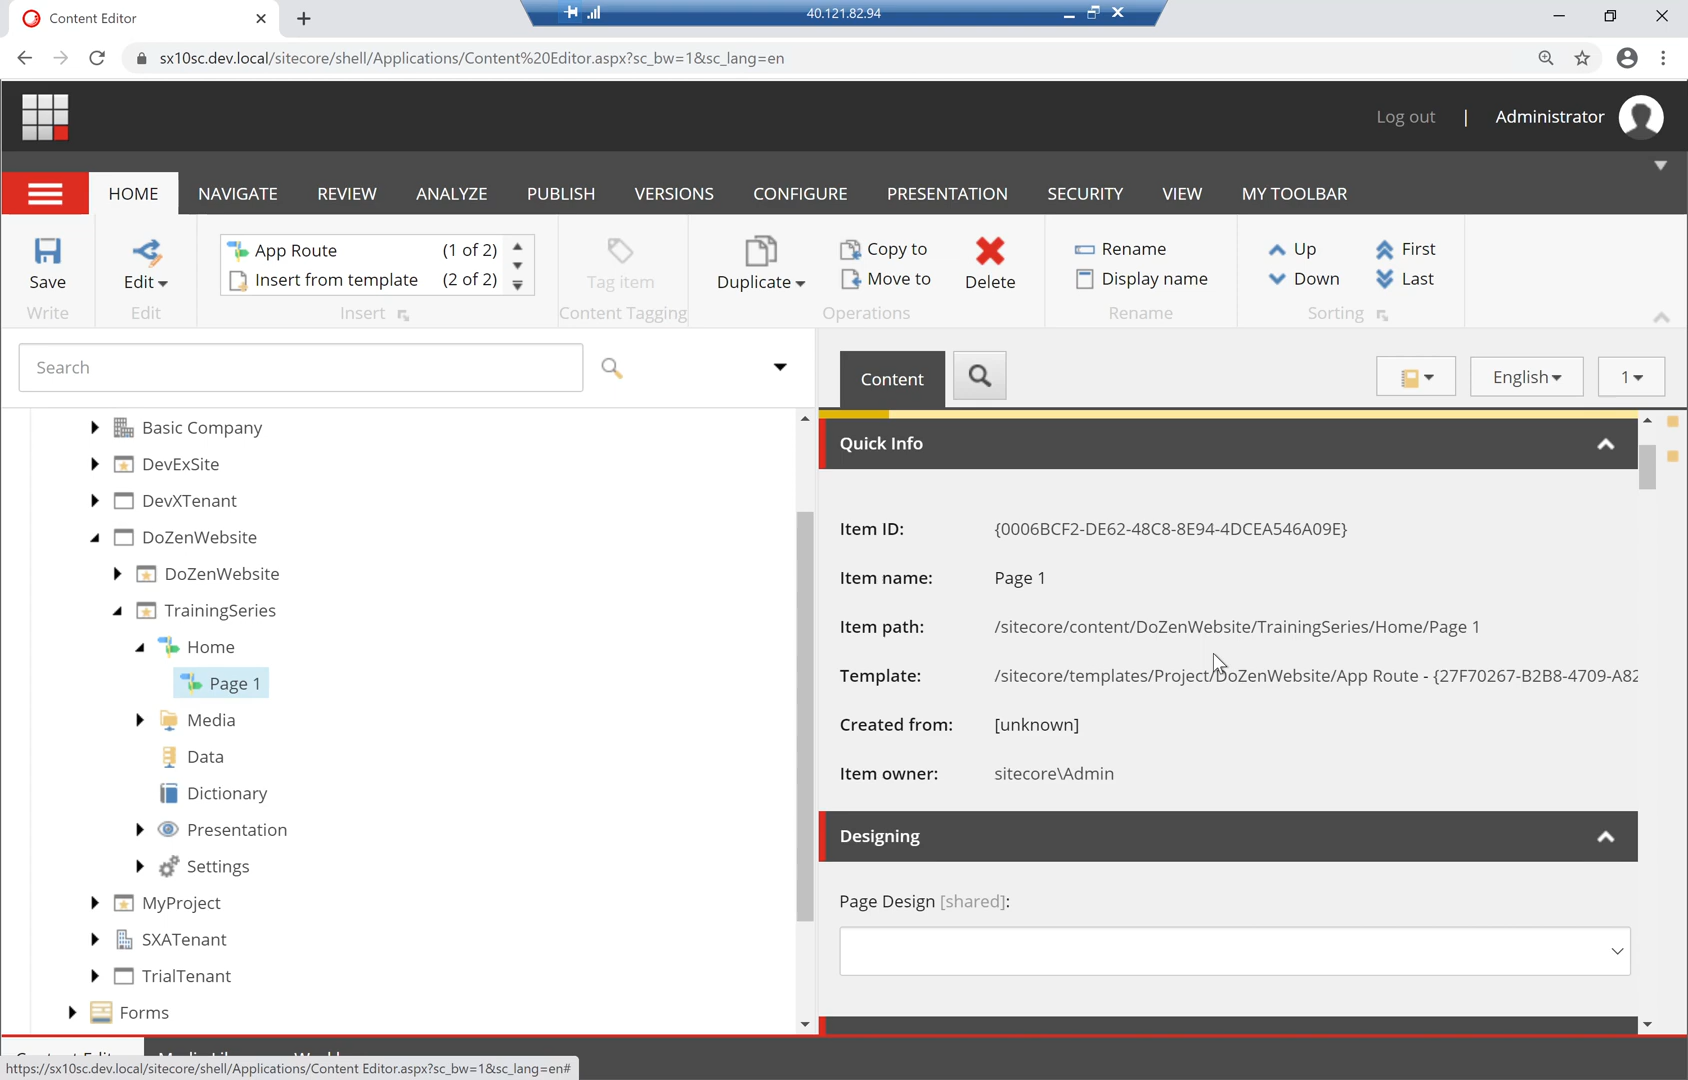 Content Editor
40.121.82.94
sx10sc.dev.local/sitecore/shell/Applications/Content%20Editor.aspx?sc_bw=1&sc_lang=en
Log out | Administrator
HOME NAVIGATE REVIEW ANALYZE PUBLISH VERSIONS CONFIGURE PRESENTATION SECURITY VIEW MY TOOLBAR
Save
Write
Edit
Edit
App Route (1 of 2)
Insert from template (2 of 2)
Insert
Tag item
Content Tagging
Duplicate
Copy to
Move to
Delete
Operations
Rename
Display name
Rename
Up
Down
First
Last
Sorting
Search
Basic Company
DevExSite
DevXTenant
DoZenWebsite
DoZenWebsite
TrainingSeries
Home
Page 1
Media
Data
Dictionary
Presentation
Settings
MyProject
SXATenant
TrialTenant
Forms
Content
English
1
Quick Info
Item ID: {0006BCF2-DE62-48C8-8E94-4DCEA546A09E}
Item name: Page 1
Item path: /sitecore/content/DoZenWebsite/TrainingSeries/Home/Page 1
Template: /sitecore/templates/Project/DoZenWebsite/App Route - {27F70267-B2B8-4709-A82
Created from: [unknown]
Item owner: sitecore\Admin
Designing
Page Design [shared]:
https://sx10sc.dev.local/sitecore/shell/Applications/Content Editor.aspx?sc_bw=1&sc_lang=en#